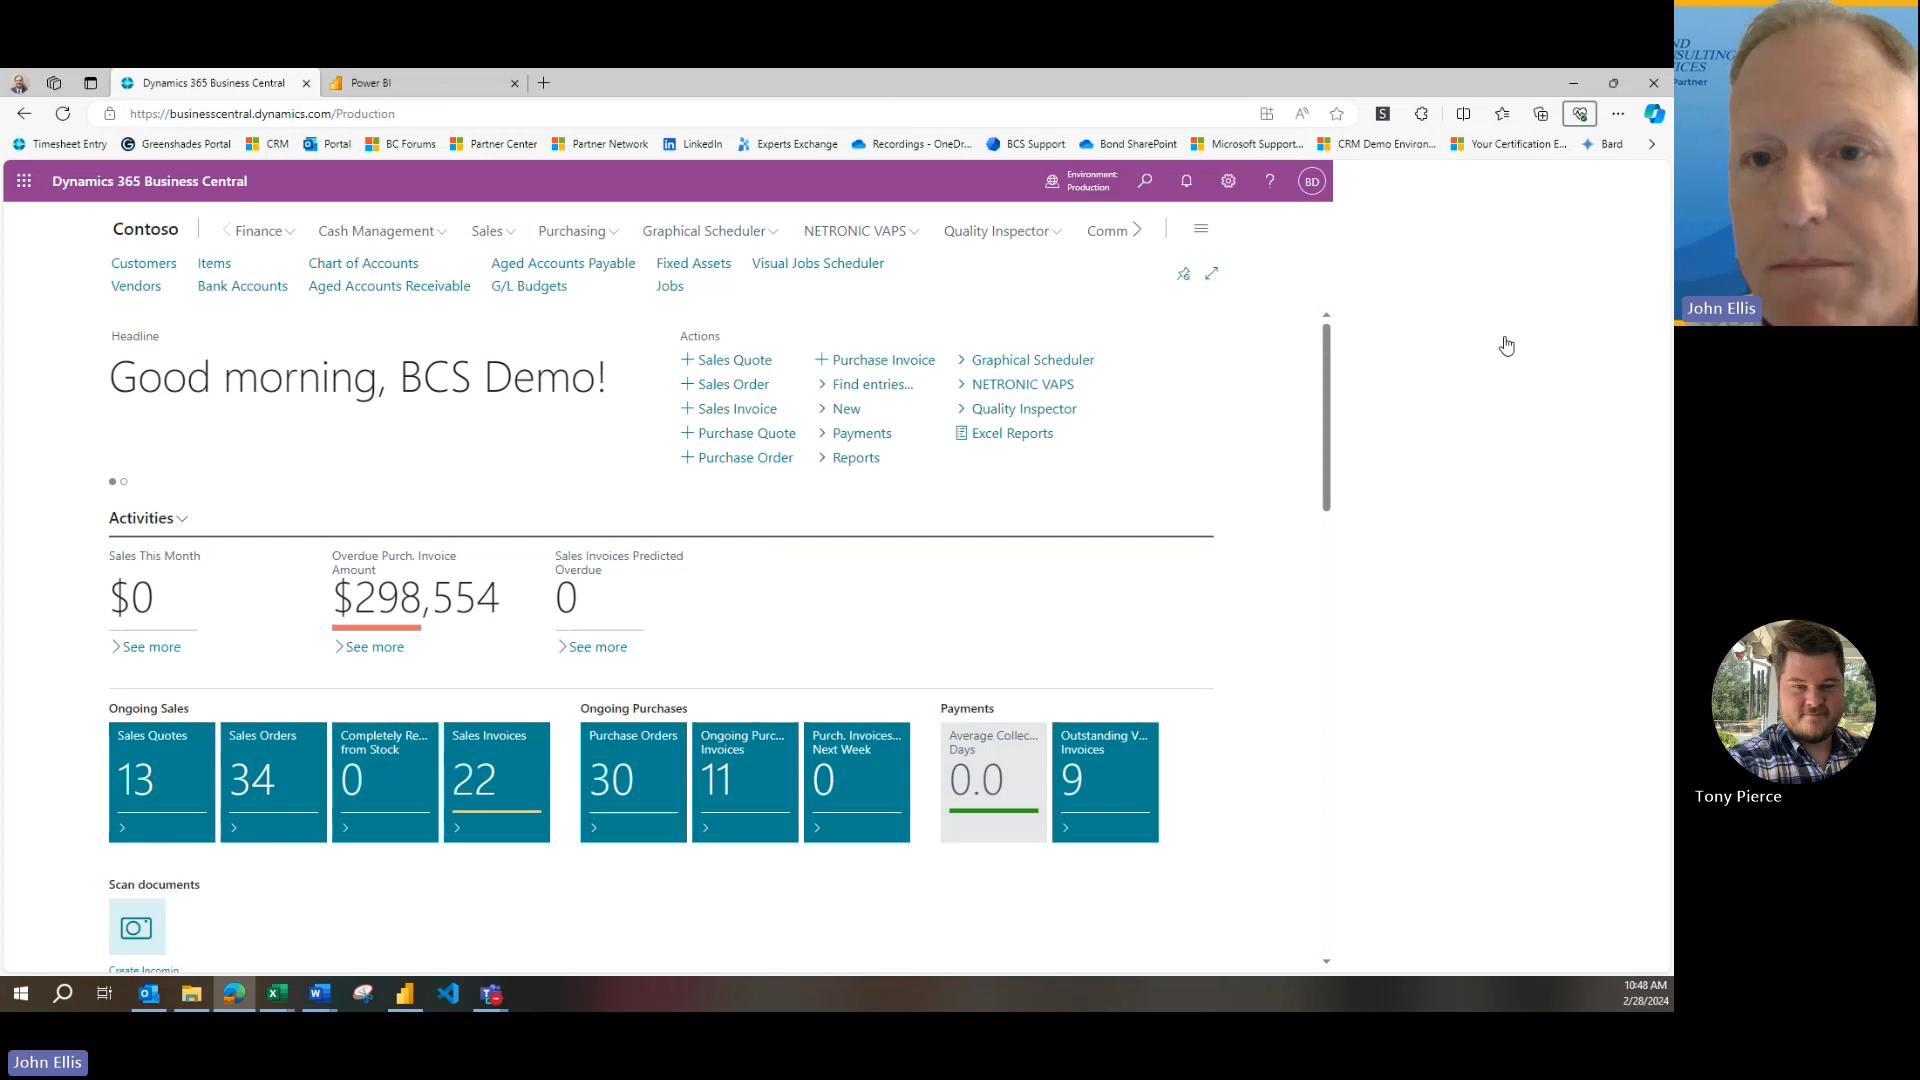 Dynamics 365 Business Central
Power BI
https://businesscentral.dynamics.com/Production
Timesheet Entry
Greenshades Portal
CRM
Portal
BC Forums
Partner Center
Partner Network
LinkedIn
Experts Exchange
Recordings - OneDr...
BCS Support
Bond SharePoint
Microsoft Support...
CRM Demo Environ...
Your Certification E...
Bard
Dynamics 365 Business Central
Environment:
Production
BD
Contoso
Finance
Cash Management
Sales
Purchasing
Graphical Scheduler
NETRONIC VAPS
Quality Inspector
Comm
Customers
Items
Chart of Accounts
Aged Accounts Payable
Fixed Assets
Visual Jobs Scheduler
Vendors
Bank Accounts
Aged Accounts Receivable
G/L Budgets
Jobs
Headline
Good morning, BCS Demo!
Actions
Sales Quote
Sales Order
Sales Invoice
Purchase Quote
Purchase Order
Purchase Invoice
Find entries...
New
Payments
Reports
Graphical Scheduler
NETRONIC VAPS
Quality Inspector
Excel Reports
Activities
Sales This Month
$0
See more
Overdue Purch. Invoice
Amount
$298,554
See more
Sales Invoices Predicted
Overdue
0
See more
Ongoing Sales
Sales Quotes
13
Sales Orders
34
Completely Re...
from Stock
0
Sales Invoices
22
Ongoing Purchases
Purchase Orders
30
Ongoing Purc...
Invoices
11
Purch. Invoices...
Next Week
0
Payments
Average Collec...
Days
0.0
Outstanding V...
Invoices
9
Scan documents
Create Incomin
10:48 AM
2/28/2024
ND
NSULTING
ICES
Partner
John Ellis
Tony Pierce
John Ellis